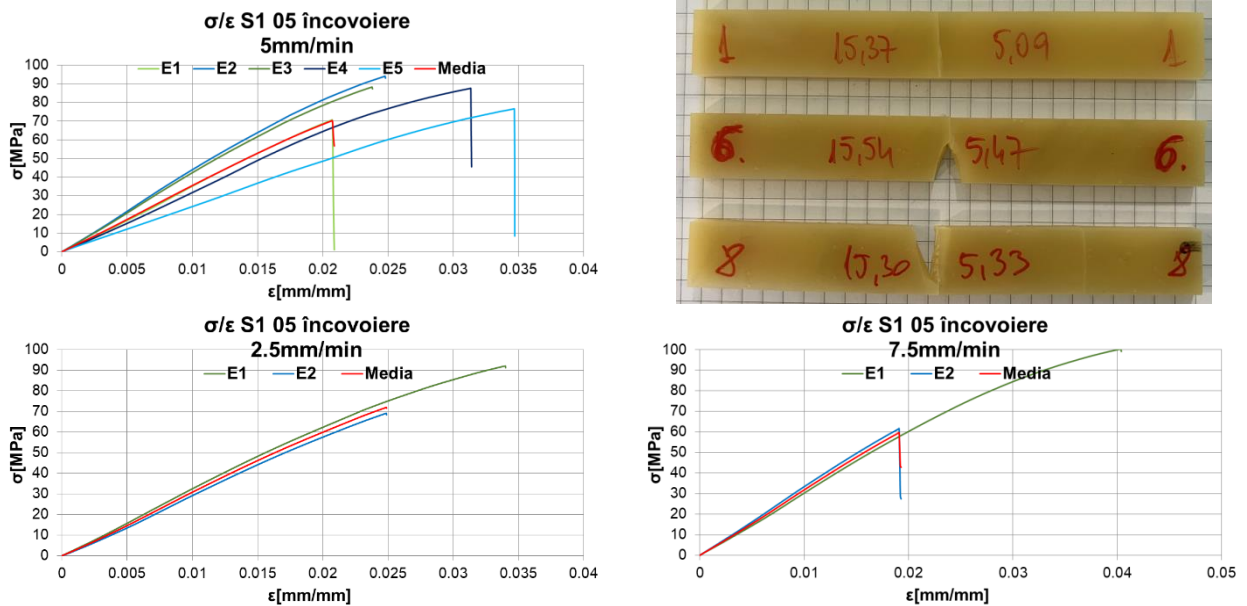 σ/ε S1 05 încovoiere
5mm/min
E1 E2 E3 E4 E5 Media
100
90
80
70
60
50
40
30
20
10
0
σ[MPa]
0 0.005 0.01 0.015 0.02 0.025 0.03 0.035 0.04
ε[mm/mm]
1 15,37 5,09 1
6. 15,54 5,47 6.
8 15,30 5,33 8
σ/ε S1 05 încovoiere
2.5mm/min
E1 E2 Media
100
90
80
70
60
50
40
30
20
10
0
σ[MPa]
0 0.005 0.01 0.015 0.02 0.025 0.03 0.035 0.04
ε[mm/mm]
σ/ε S1 05 încovoiere
7.5mm/min
E1 E2 Media
100
90
80
70
60
50
40
30
20
10
0
σ[MPa]
0 0.01 0.02 0.03 0.04 0.05
ε[mm/mm]